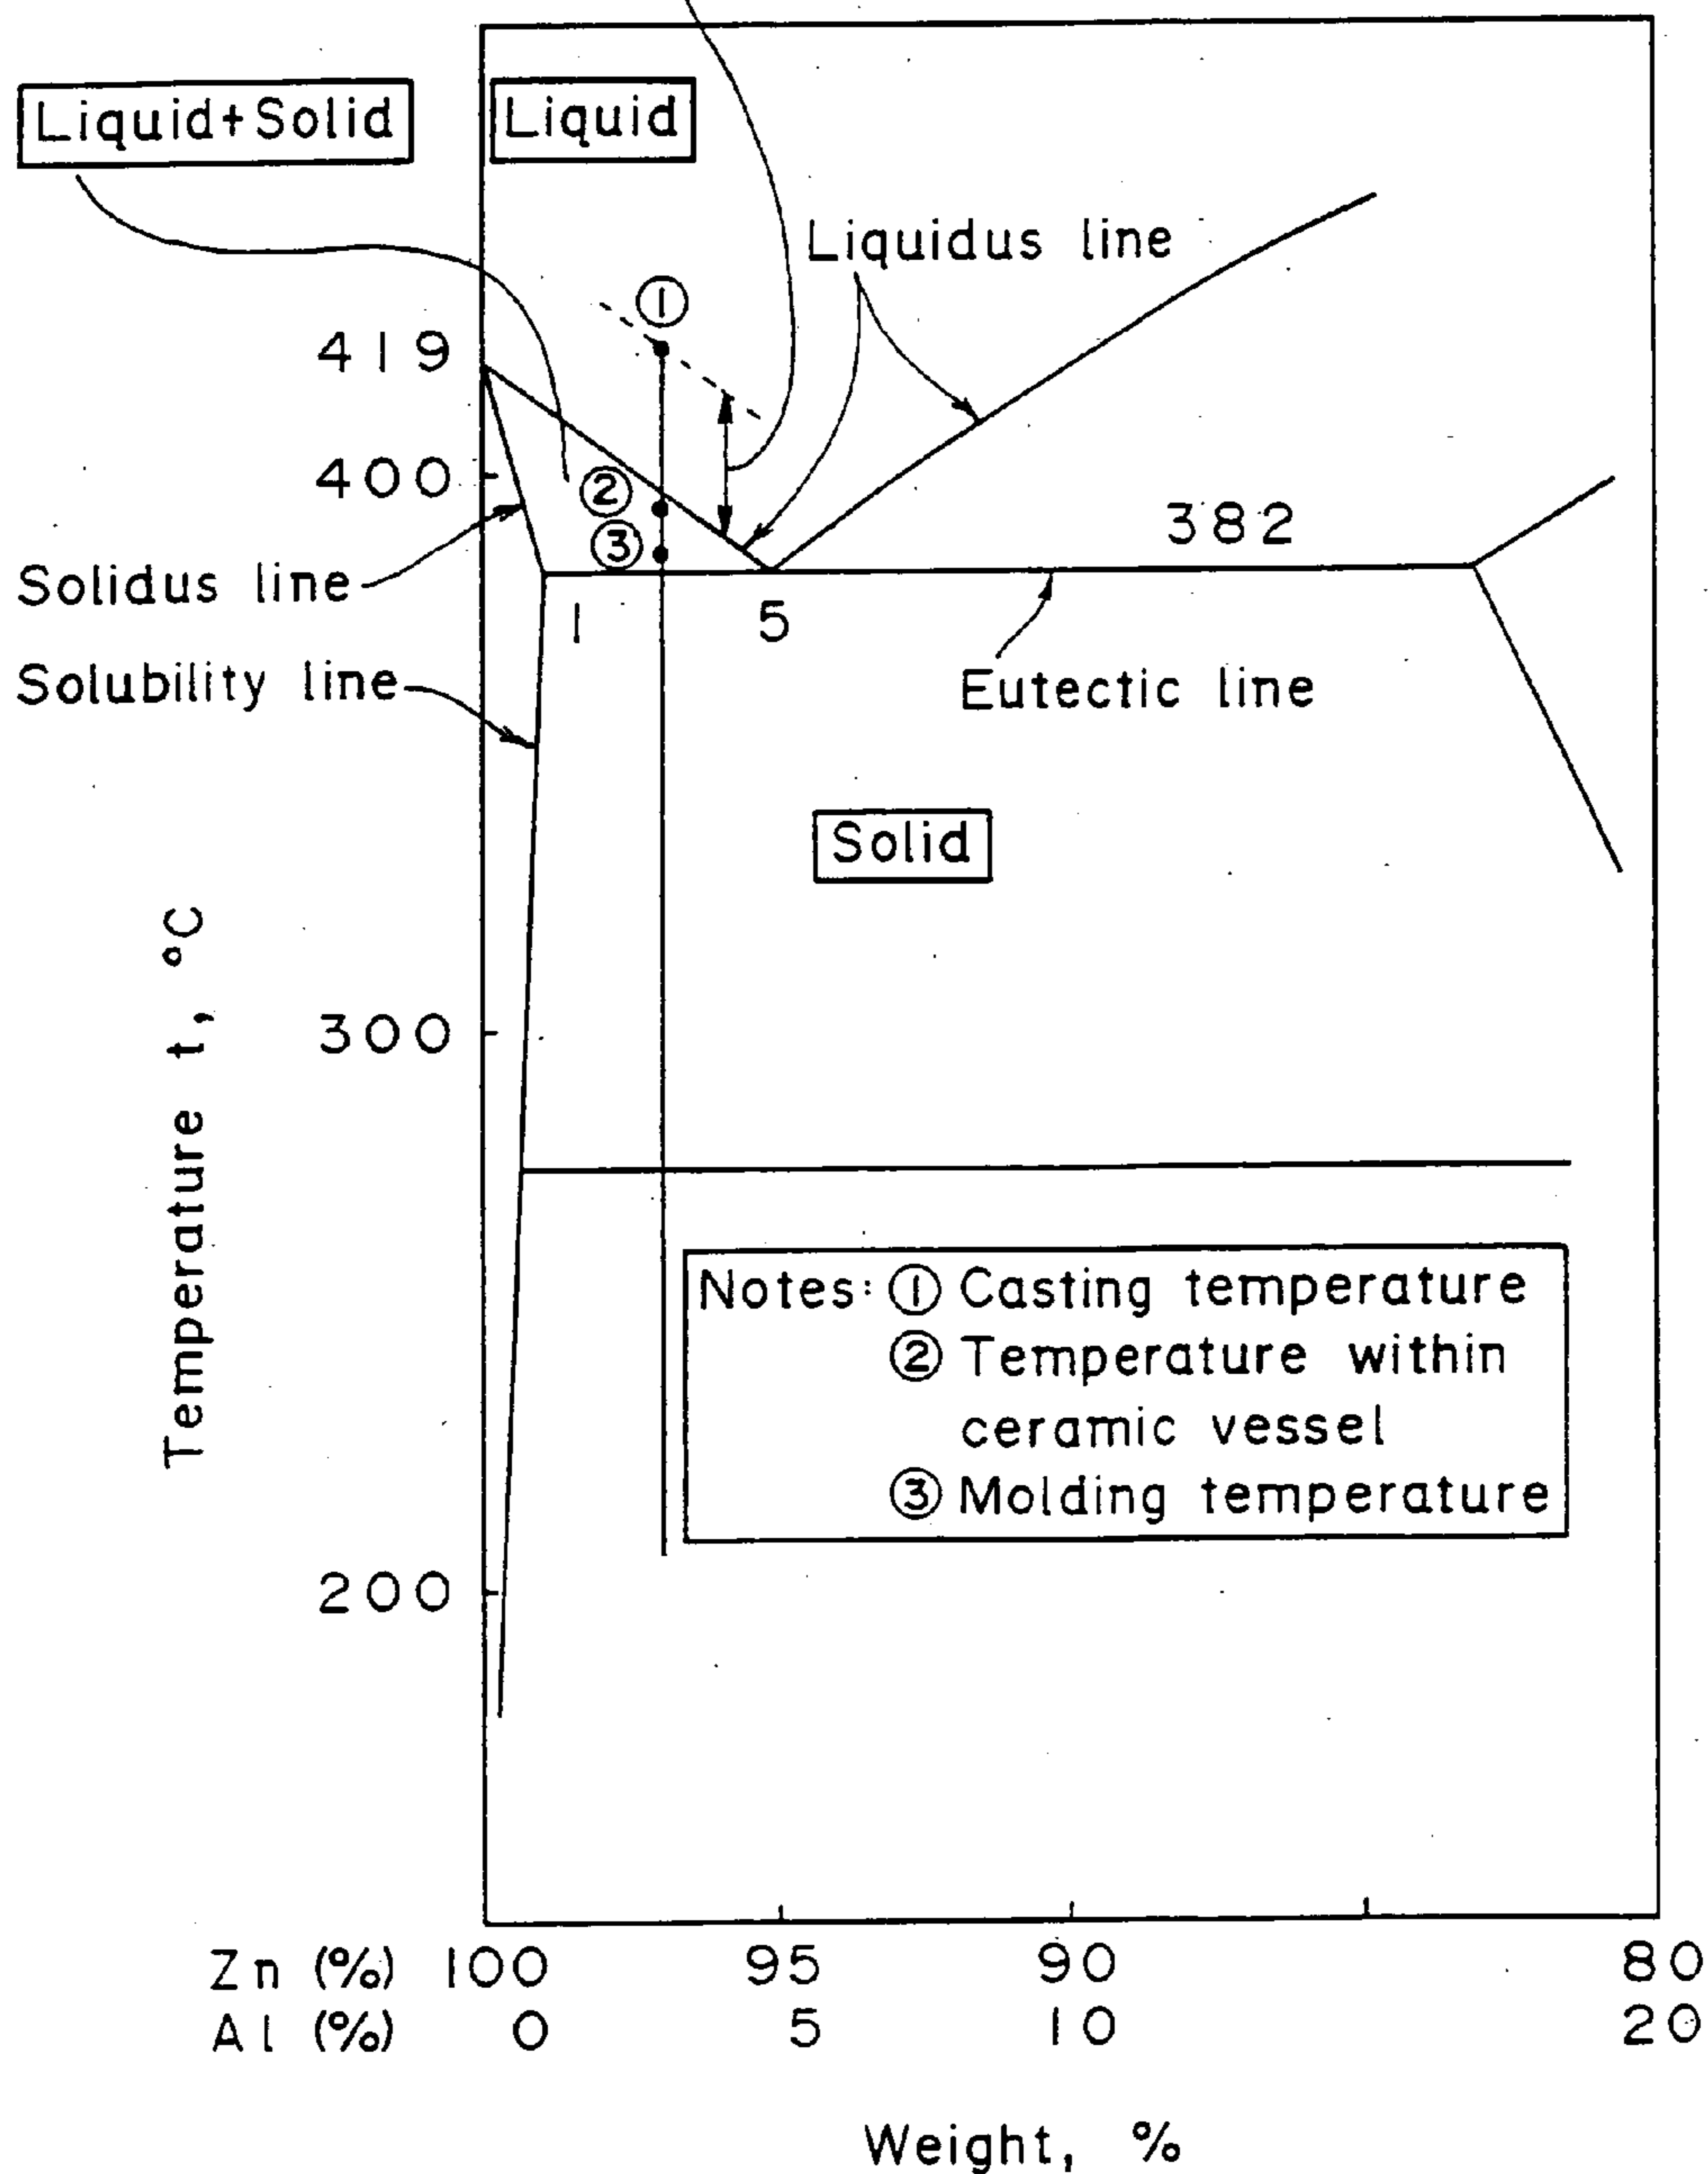 Liquid+Solid
Liquid
Liquidus line
①
419
400
②
③
382
Solidus line
1
5
Solubility line
Eutectic line
Solid
Temperature t, °C
300
Notes: ① Casting temperature
② Temperature within
ceramic vessel
③ Molding temperature
200
Zn (%) 100 95 90 80
Al (%) 0 5 10 20
Weight, %